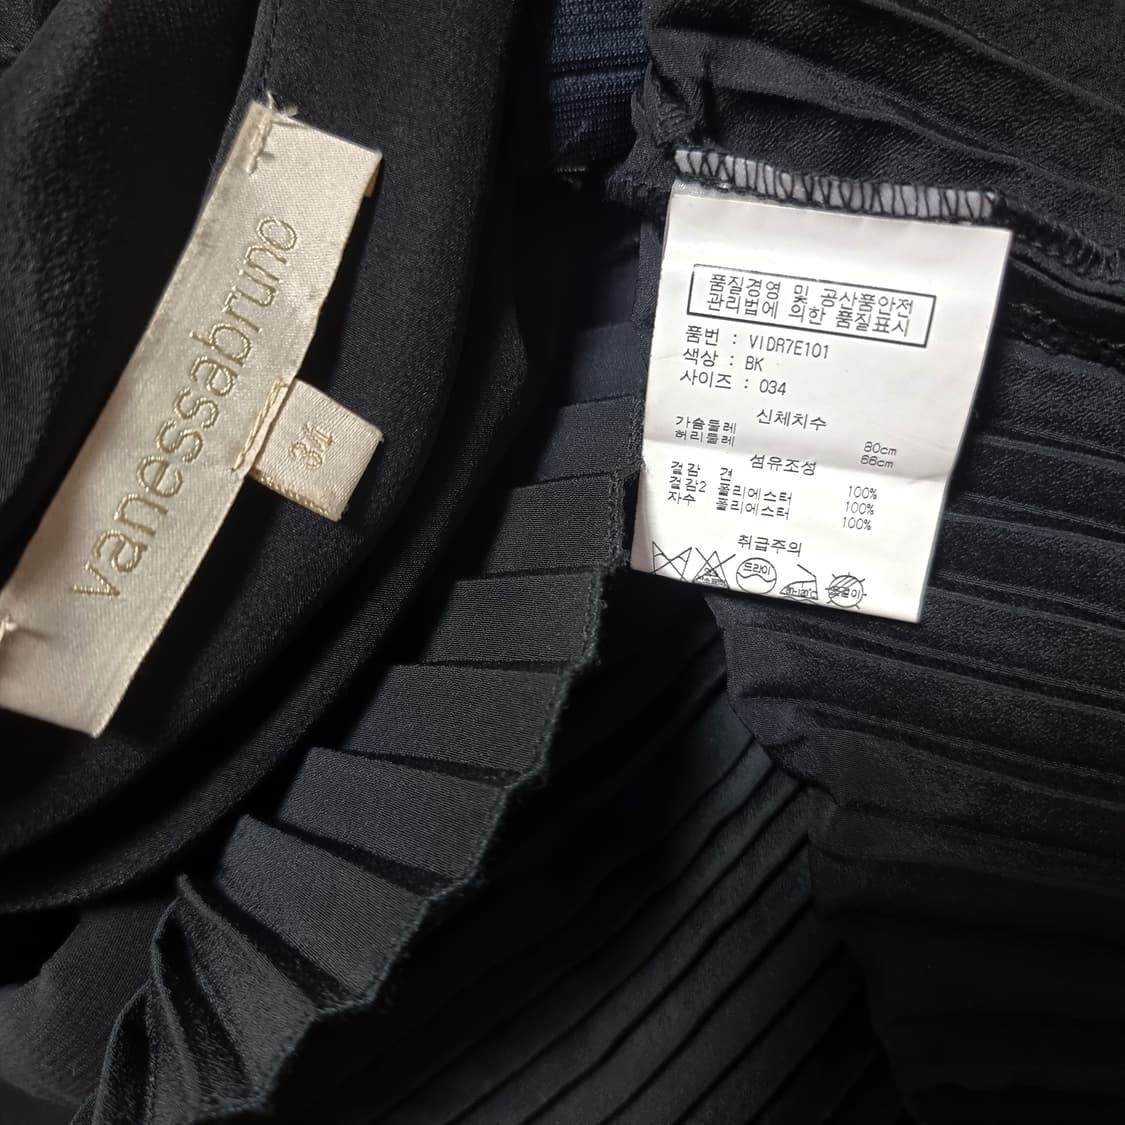 vanessabruno
34
품질경영 및 공산품안전
관리법에 의한 품질표시
품번 : VIDR7E101
색상 : BK
사이즈 : 034
신체치수
가슴둘레 80cm
허리둘레 66cm
섬유조성
겉감 견 100%
겉감2 폴리에스터 100%
자수 폴리에스터 100%
취급주의
드라이